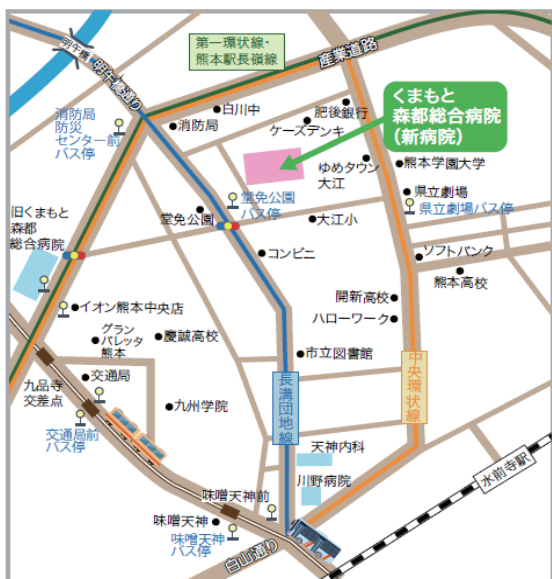 明午橋
明午橋通り
第一環状線・
熊本駅長嶺線
産業道路
消防局
防災
センター前
バス停
白川中
消防局
肥後銀行
ケーズデンキ
くまもと
森都総合病院
（新病院）
ゆめタウン
大江
熊本学園大学
県立劇場
県立劇場バス停
堂免公園
バス停
堂免公園
大江小
旧くまもと
森都
総合病院
コンビニ
ソフトバンク
熊本高校
イオン熊本中央店
開新高校
ハローワーク
グラン
パレッタ
熊本
慶誠高校
市立図書館
九品寺
交差点
交通局
九州学院
長溝団地線
中央環状線
交通局前
バス停
天神内科
川野病院
水前寺駅
味噌天神前
味噌天神
味噌天神
バス停
白山通り